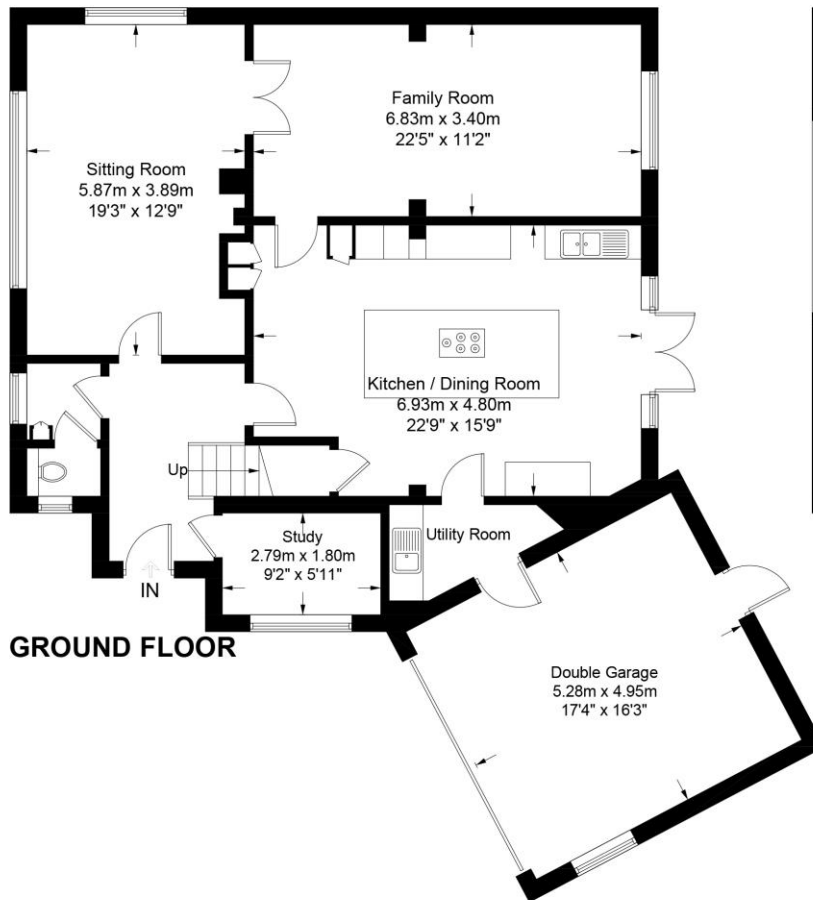 Family Room
6.83m x 3.40m
22'5" x 11'2"
Sitting Room
5.87m x 3.89m
19'3" x 12'9"
Kitchen / Dining Room
6.93m x 4.80m
22'9" x 15'9"
Up
Study
2.79m x 1.80m
9'2" x 5'11"
Utility Room
IN
GROUND FLOOR
Double Garage
5.28m x 4.95m
17'4" x 16'3"